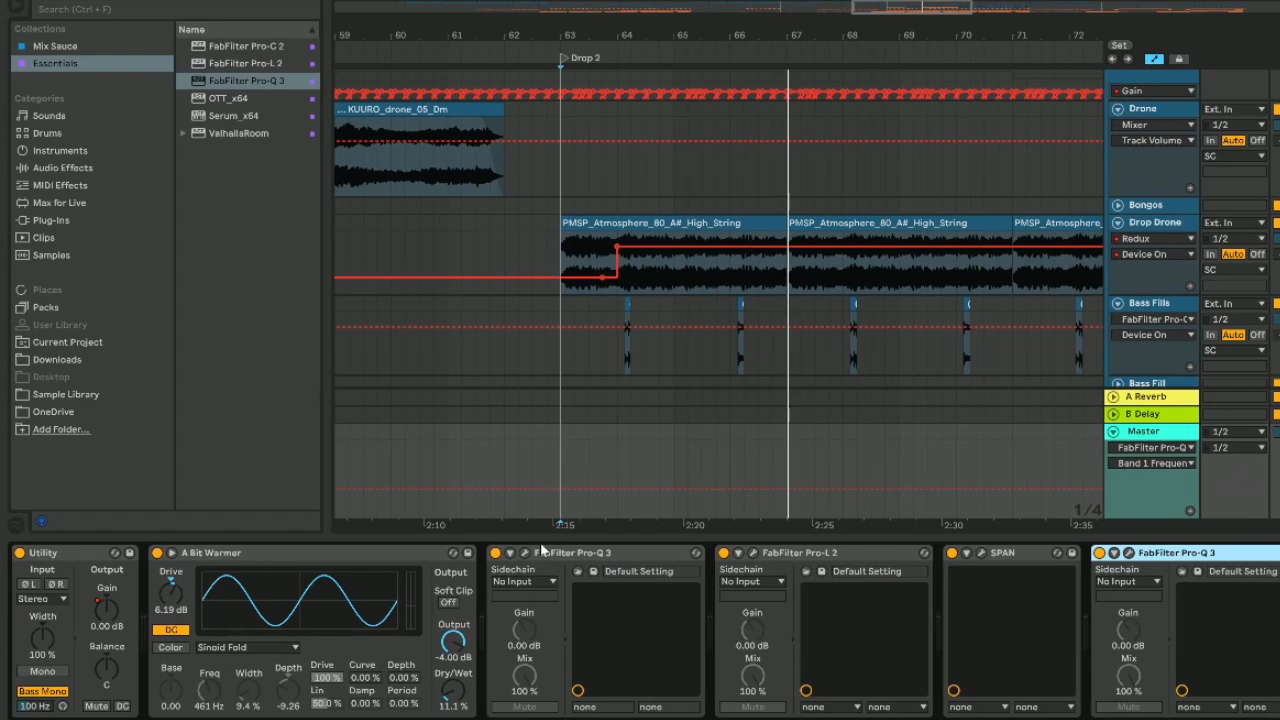 Search (Ctrl + F)
Collections
Mix Sauce
Essentials
Categories
Sounds
Drums
Instruments
Audio Effects
MIDI Effects
Max for Live
Plug-Ins
Clips
Samples
Places
Packs
User Library
Current Project
Downloads
Desktop
Sample Library
OneDrive
Add Folder...
Name
FabFilter Pro-C 2
FabFilter Pro-L 2
FabFilter Pro-Q 3
OTT_x64
Serum_x64
ValhallaRoom
59 60 61 62 63 64 65 66 67 68 69 70 71 72
Drop 2
Set
... KUURO_drone_05_Dm
PMSP_Atmosphere_80_A#_High_String
PMSP_Atmosphere_80_A#_High_String
PMSP_Atmosphere_
Gain
Drone
Ext. In
Mixer
1/2
Track Volume
In Auto Off
SC
Bongos
Drop Drone
Ext. In
Redux
1/2
Device On
In Auto Off
SC
Bass Fills
Ext. In
FabFilter Pro-C
1/2
Device On
In Auto Off
SC
Bass Fill
A Reverb
B Delay
Master
1/2
FabFilter Pro-Q
1/2
Band 1 Frequen
1/4
2:10 2:15 2:20 2:25 2:30 2:35
Utility
Input
Output
Ø L Ø R
Gain
Stereo
Width
0.00 dB
Balance
100 %
Mono
Bass Mono
C
100 Hz
Mute DC
A Bit Warmer
Drive
6.19 dB
DC
Color
Sinoid Fold
Base
Freq
Width
Depth
0.00
461 Hz
9.4 %
-9.26
Drive Curve Depth
100 % 0.00 % 0.00 %
Lin Damp Period
50.0 % 0.00 % 0.00 %
Output
Soft Clip
Off
Output
-4.00 dB
Dry/Wet
11.1 %
FabFilter Pro-Q 3
Sidechain
No Input
Default Setting
Gain
0.00 dB
Mix
100 %
Mute
none
none
FabFilter Pro-L 2
Sidechain
No Input
Default Setting
Gain
0.00 dB
Mix
100 %
Mute
none
none
SPAN
none
none
FabFilter Pro-Q 3
Sidechain
No Input
Default Setting
Gain
0.00 dB
Mix
100 %
Mute
none
none